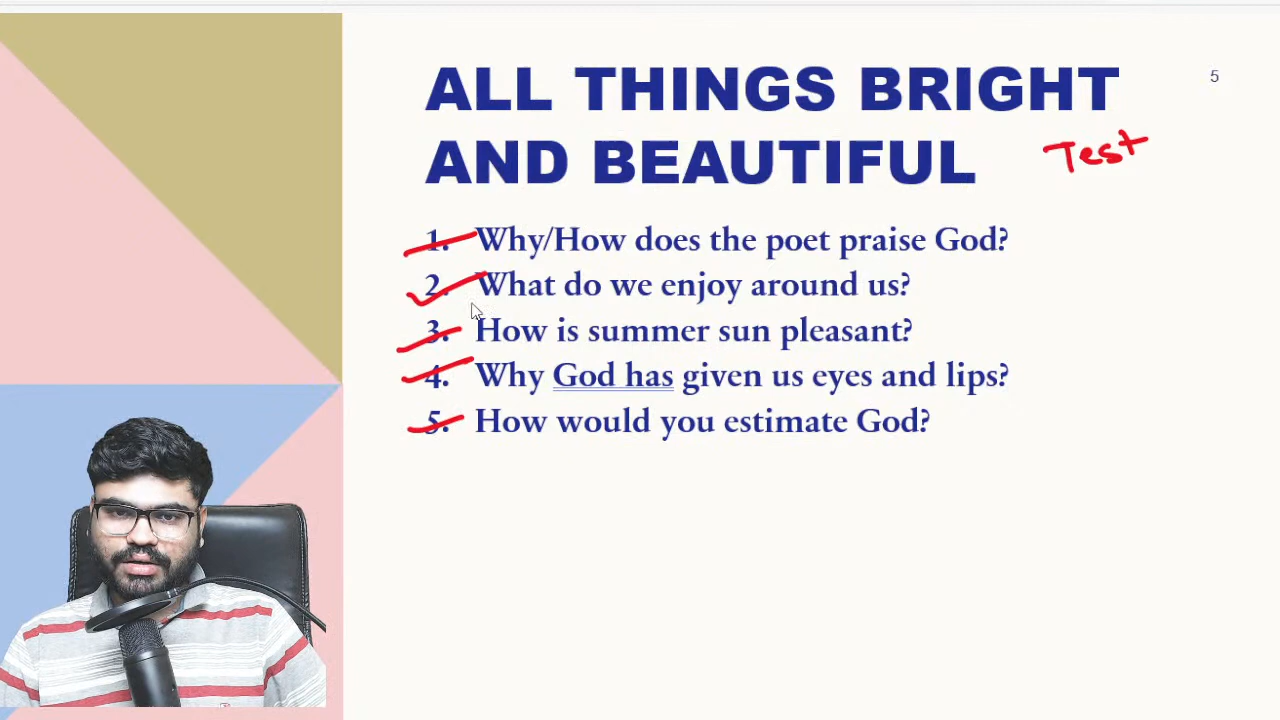 ALL THINGS BRIGHT
AND BEAUTIFUL
5
Test
1. Why/How does the poet praise God?
2. What do we enjoy around us?
3. How is summer sun pleasant?
4. Why God has given us eyes and lips?
5. How would you estimate God?